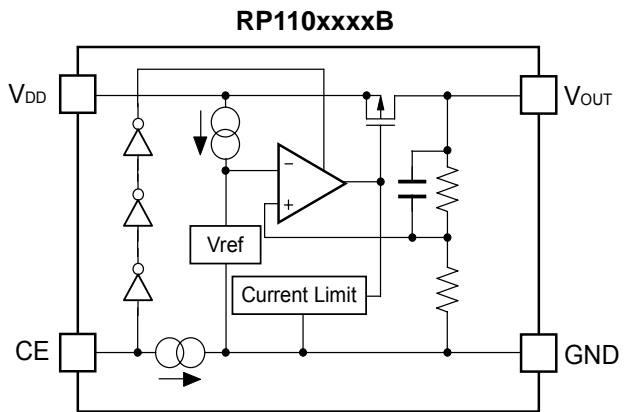 RP110xxxxB
VDD
VOUT
−
+
Vref
Current Limit
CE
GND